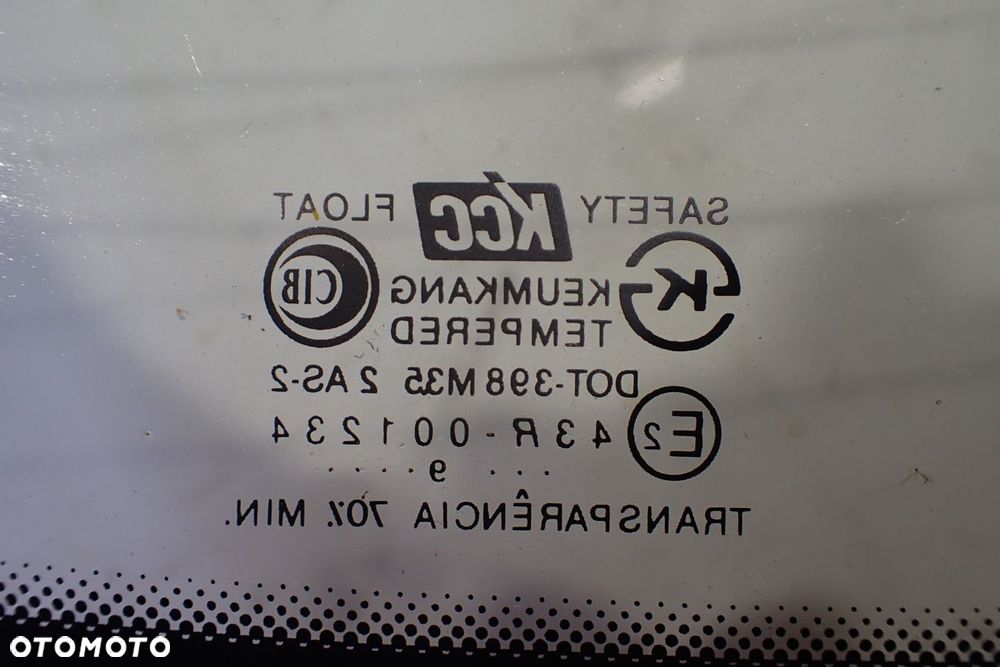 SAFETY KCC FLOAT
K KEUMKANG CIB
TEMPERED
DOT-398 M35 2 AS-2
E2 43R-001234
... 9 .....
TRANSPARÊNCIA 70% MIN.
OTOMOTO